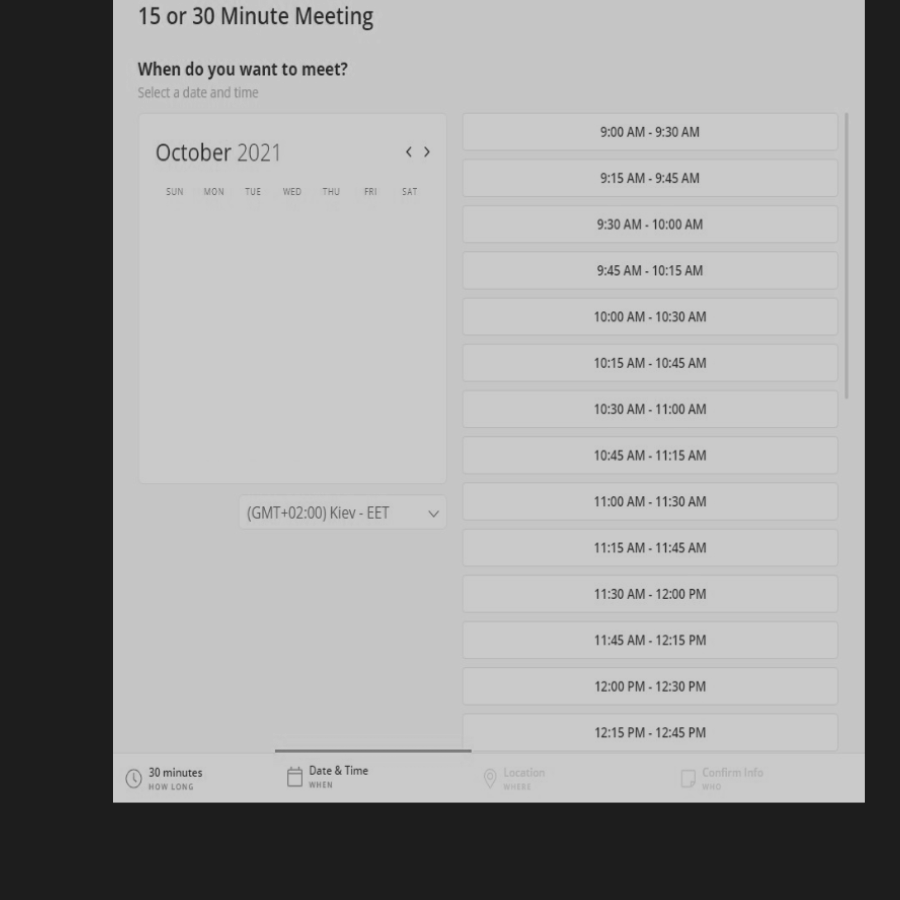 15 or 30 Minute Meeting
When do you want to meet?
Select a date and time
October 2021
SUN MON TUE WED THU FRI SAT
(GMT+02:00) Kiev - EET
9:00 AM - 9:30 AM
9:15 AM - 9:45 AM
9:30 AM - 10:00 AM
9:45 AM - 10:15 AM
10:00 AM - 10:30 AM
10:15 AM - 10:45 AM
10:30 AM - 11:00 AM
10:45 AM - 11:15 AM
11:00 AM - 11:30 AM
11:15 AM - 11:45 AM
11:30 AM - 12:00 PM
11:45 AM - 12:15 PM
12:00 PM - 12:30 PM
12:15 PM - 12:45 PM
30 minutes
HOW LONG
Date & Time
WHEN
Location
WHERE
Confirm Info
WHO